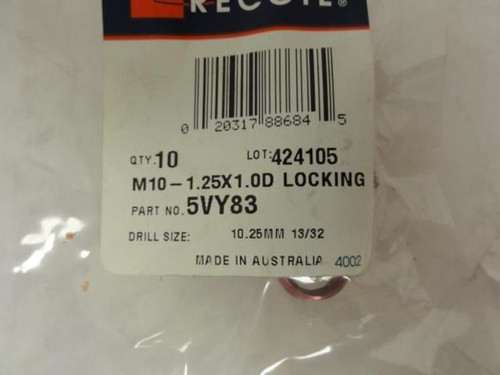 RECOIL®
0 20317 88684 5
QTY. 10 LOT: 424105
M10-1.25X1.0D LOCKING
PART NO. 5VY83
DRILL SIZE: 10.25MM 13/32
MADE IN AUSTRALIA 4002